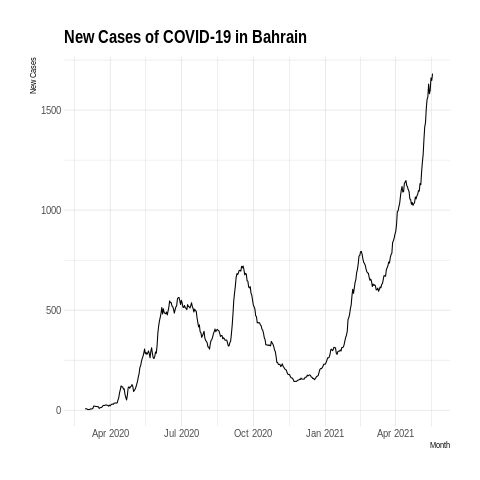 New Cases of COVID-19 in Bahrain
New Cases
1500
1000
500
0
Apr 2020 Jul 2020 Oct 2020 Jan 2021 Apr 2021
Month